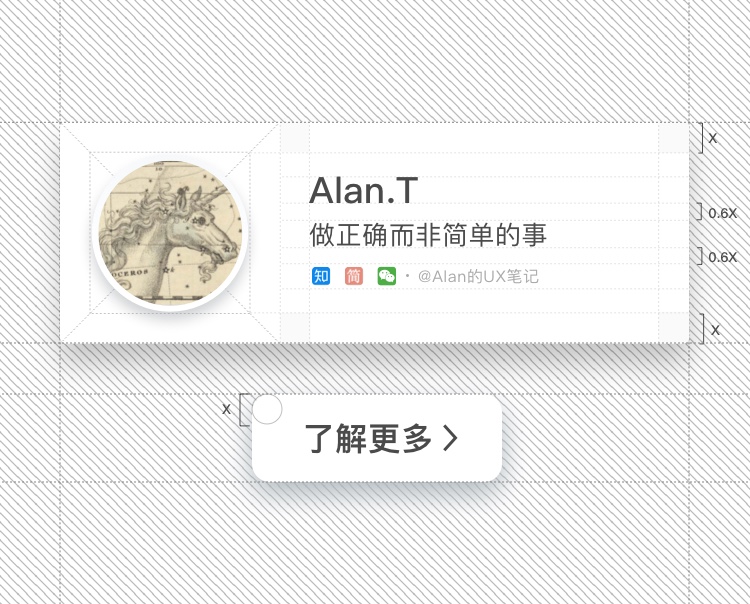 X
Alan.T
0.6X
做正确而非简单的事
0.6X
知 简 · @Alan的UX笔记
OCEROS
X
X
了解更多 >